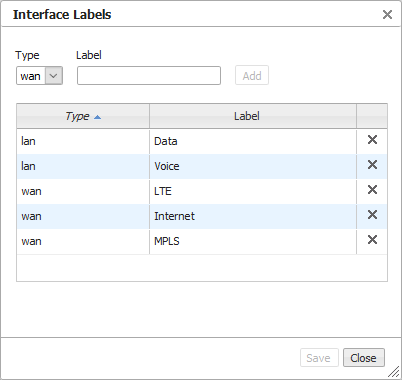 Interface Labels
Type Label
wan Add
Type Label
lan Data
lan Voice
wan LTE
wan Internet
wan MPLS
Save Close